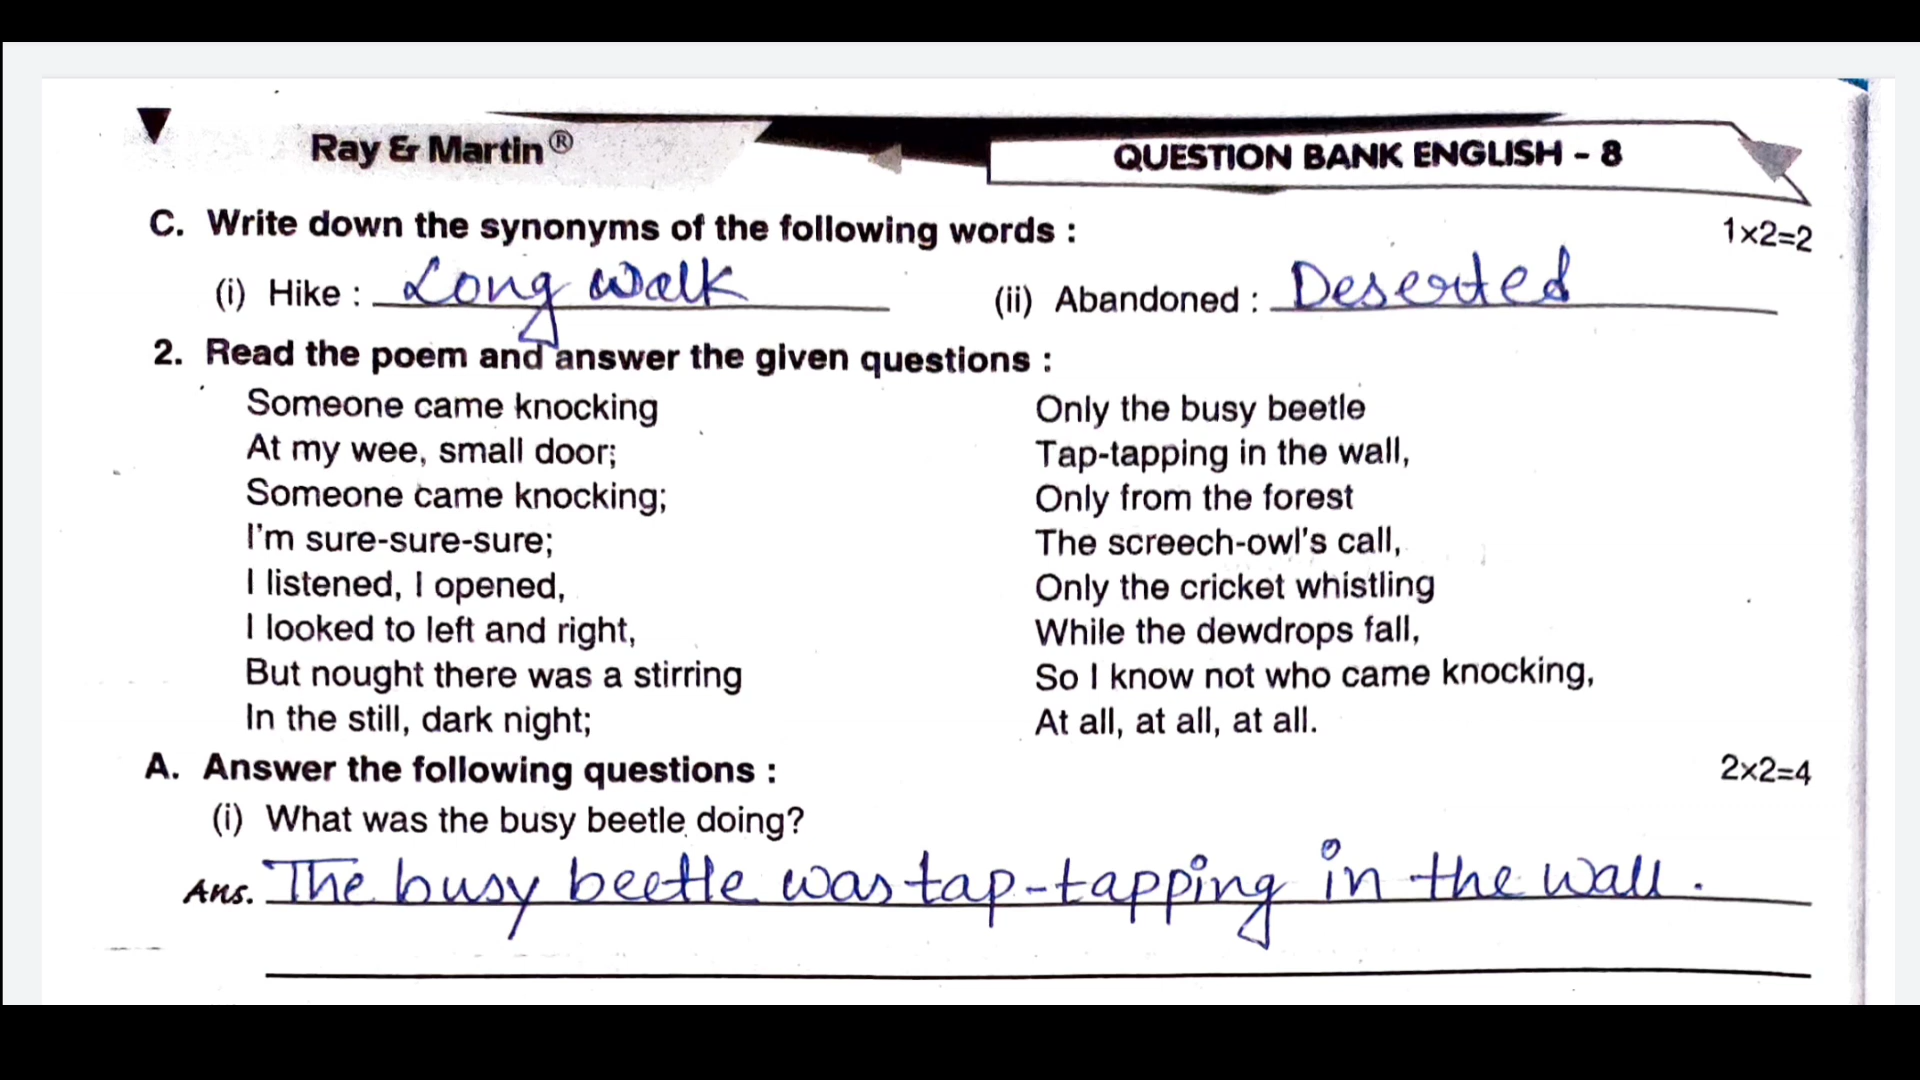 Ray & Martin®
QUESTION BANK ENGLISH - 8
C. Write down the synonyms of the following words : 1×2=2
(i) Hike : Long walk (ii) Abandoned : Deserted
2. Read the poem and answer the given questions :
Someone came knocking
At my wee, small door;
Someone came knocking;
I'm sure-sure-sure;
I listened, I opened,
I looked to left and right,
But nought there was a stirring
In the still, dark night;
Only the busy beetle
Tap-tapping in the wall,
Only from the forest
The screech-owl's call,
Only the cricket whistling
While the dewdrops fall,
So I know not who came knocking,
At all, at all, at all.
A. Answer the following questions : 2×2=4
(i) What was the busy beetle doing?
Ans. The busy beetle was tap-tapping in the wall.